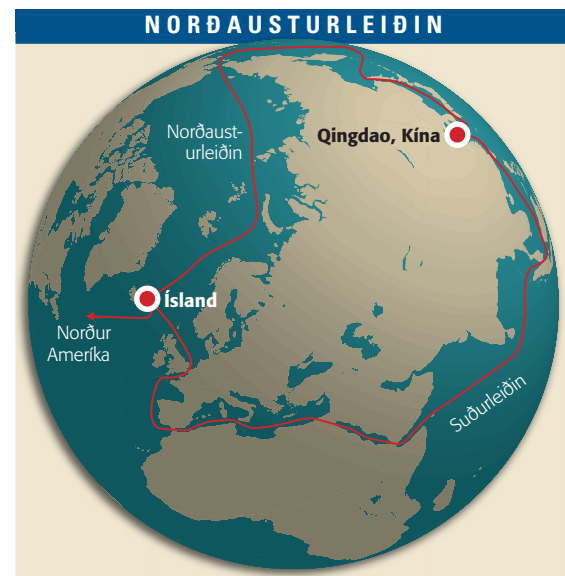 NORÐAUSTURLEIÐIN
Norðaust-
urleiðin
Qingdao, Kína
Ísland
Norður
Ameríka
Suðurleiðin